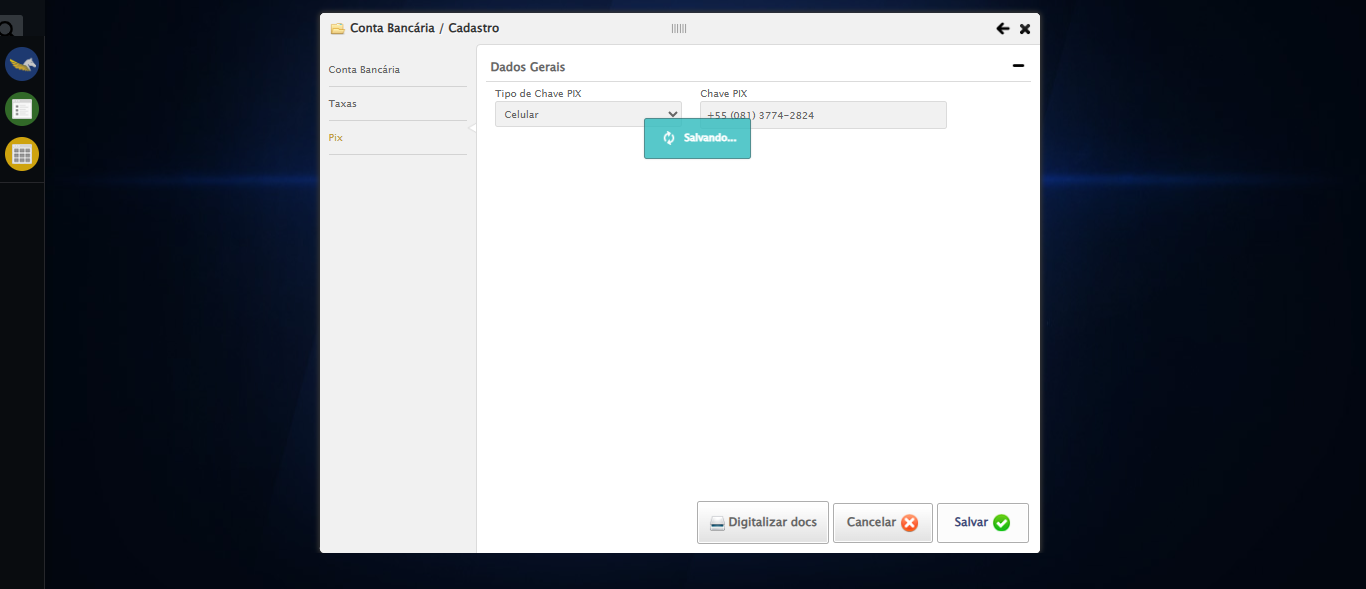 Conta Bancária / Cadastro
Conta Bancária
Taxas
Pix
Dados Gerais
Tipo de Chave PIX
Chave PIX
Celular
+55 (081) 3774-2824
Salvando...
Digitalizar docs
Cancelar
Salvar